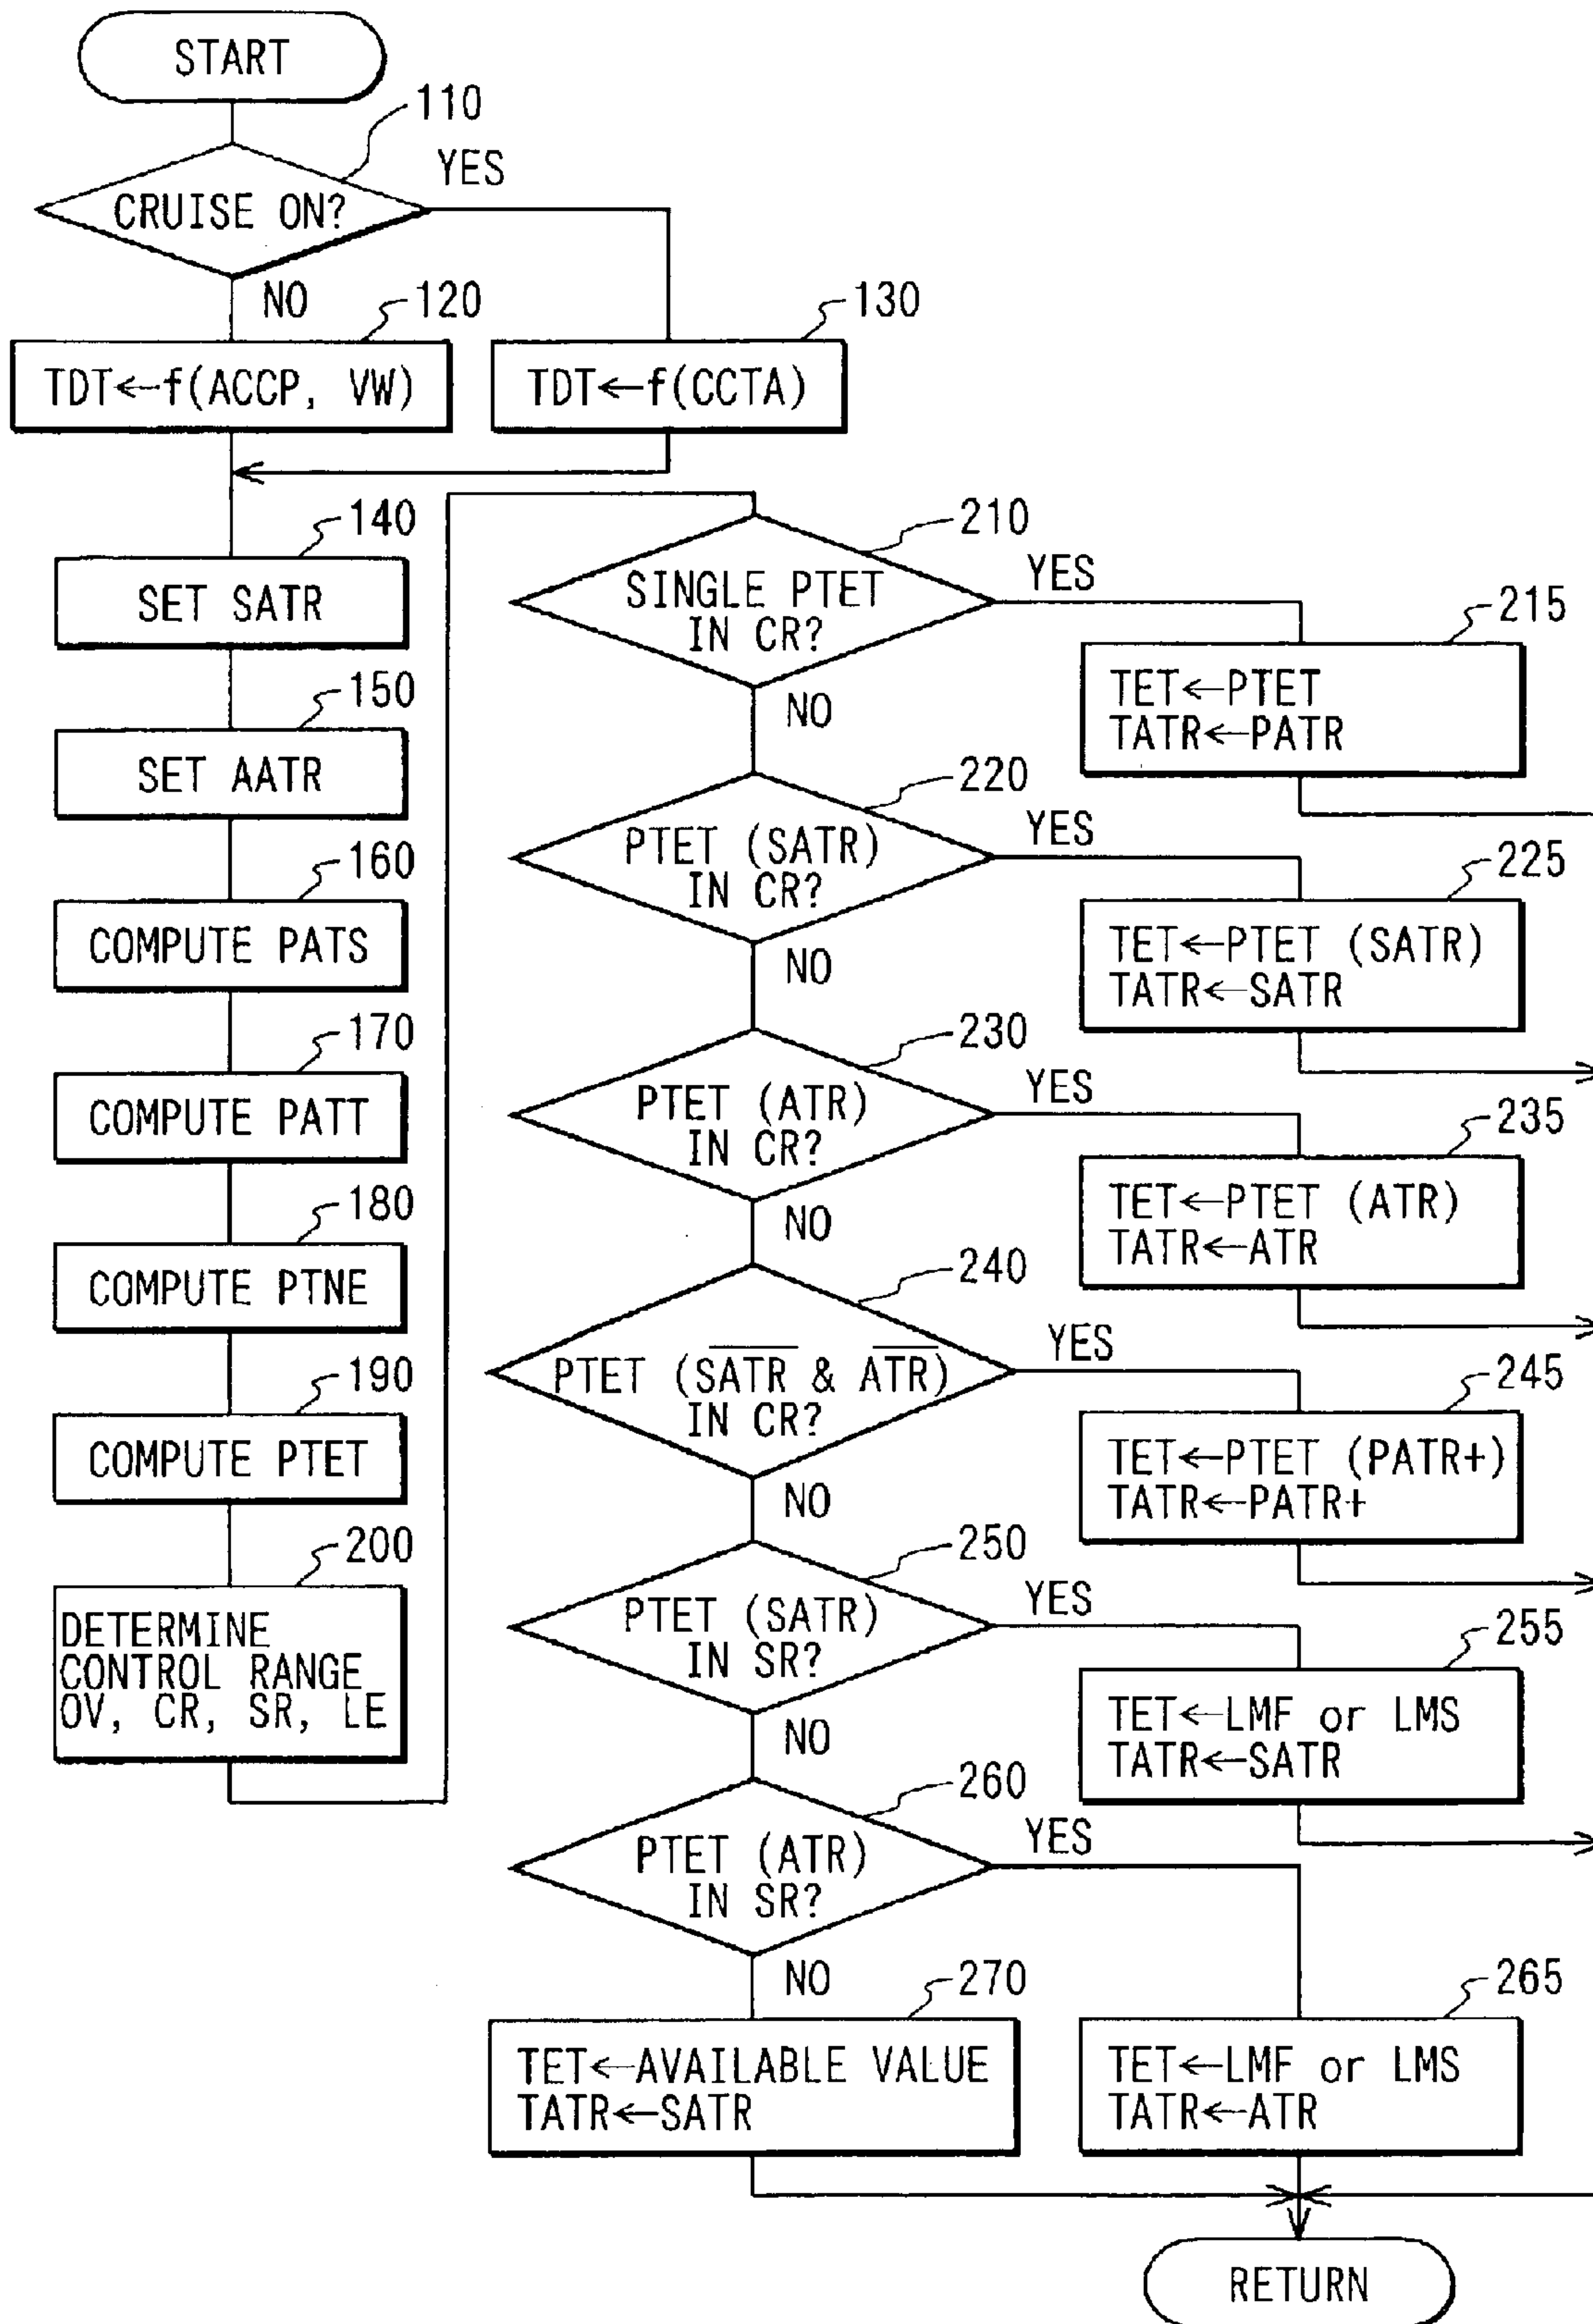 START
110
CRUISE ON?
YES
NO
120
TDT←f(ACCP, VW)
130
TDT←f(CCTA)
140
SET SATR
150
SET AATR
160
COMPUTE PATS
170
COMPUTE PATT
180
COMPUTE PTNE
190
COMPUTE PTET
200
DETERMINE
CONTROL RANGE
OV, CR, SR, LE
210
SINGLE PTET
IN CR?
YES
NO
215
TET←PTET
TATR←PATR
220
PTET (SATR)
IN CR?
YES
NO
225
TET←PTET (SATR)
TATR←SATR
230
PTET (ATR)
IN CR?
YES
NO
235
TET←PTET (ATR)
TATR←ATR
240
PTET (S̅A̅T̅R̅ & A̅T̅R̅)
IN CR?
YES
NO
245
TET←PTET (PATR+)
TATR←PATR+
250
PTET (SATR)
IN SR?
YES
NO
255
TET←LMF or LMS
TATR←SATR
260
PTET (ATR)
IN SR?
YES
NO
265
TET←LMF or LMS
TATR←ATR
270
TET←AVAILABLE VALUE
TATR←SATR
RETURN